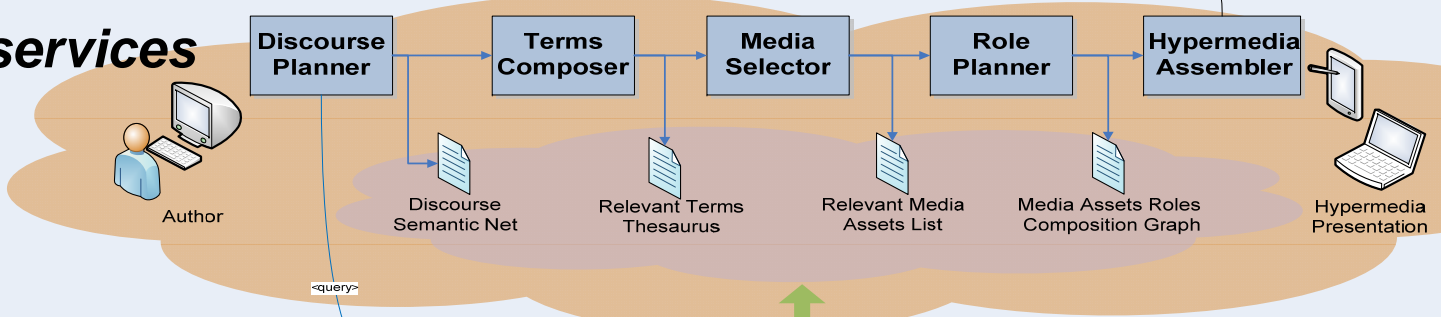 services
Discourse
Planner
Terms
Composer
Media
Selector
Role
Planner
Hypermedia
Assembler
Author
Discourse
Semantic Net
Relevant Terms
Thesaurus
Relevant Media
Assets List
Media Assets Roles
Composition Graph
Hypermedia
Presentation
<query>